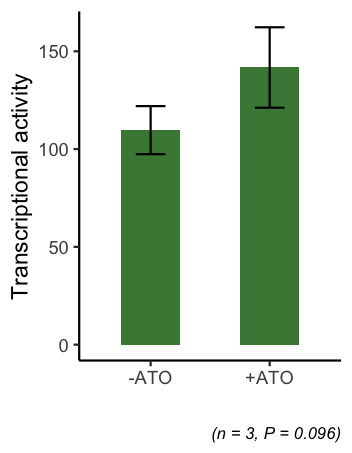 Transcriptional activity
150
100
50
0
-ATO +ATO
(n = 3, P = 0.096)